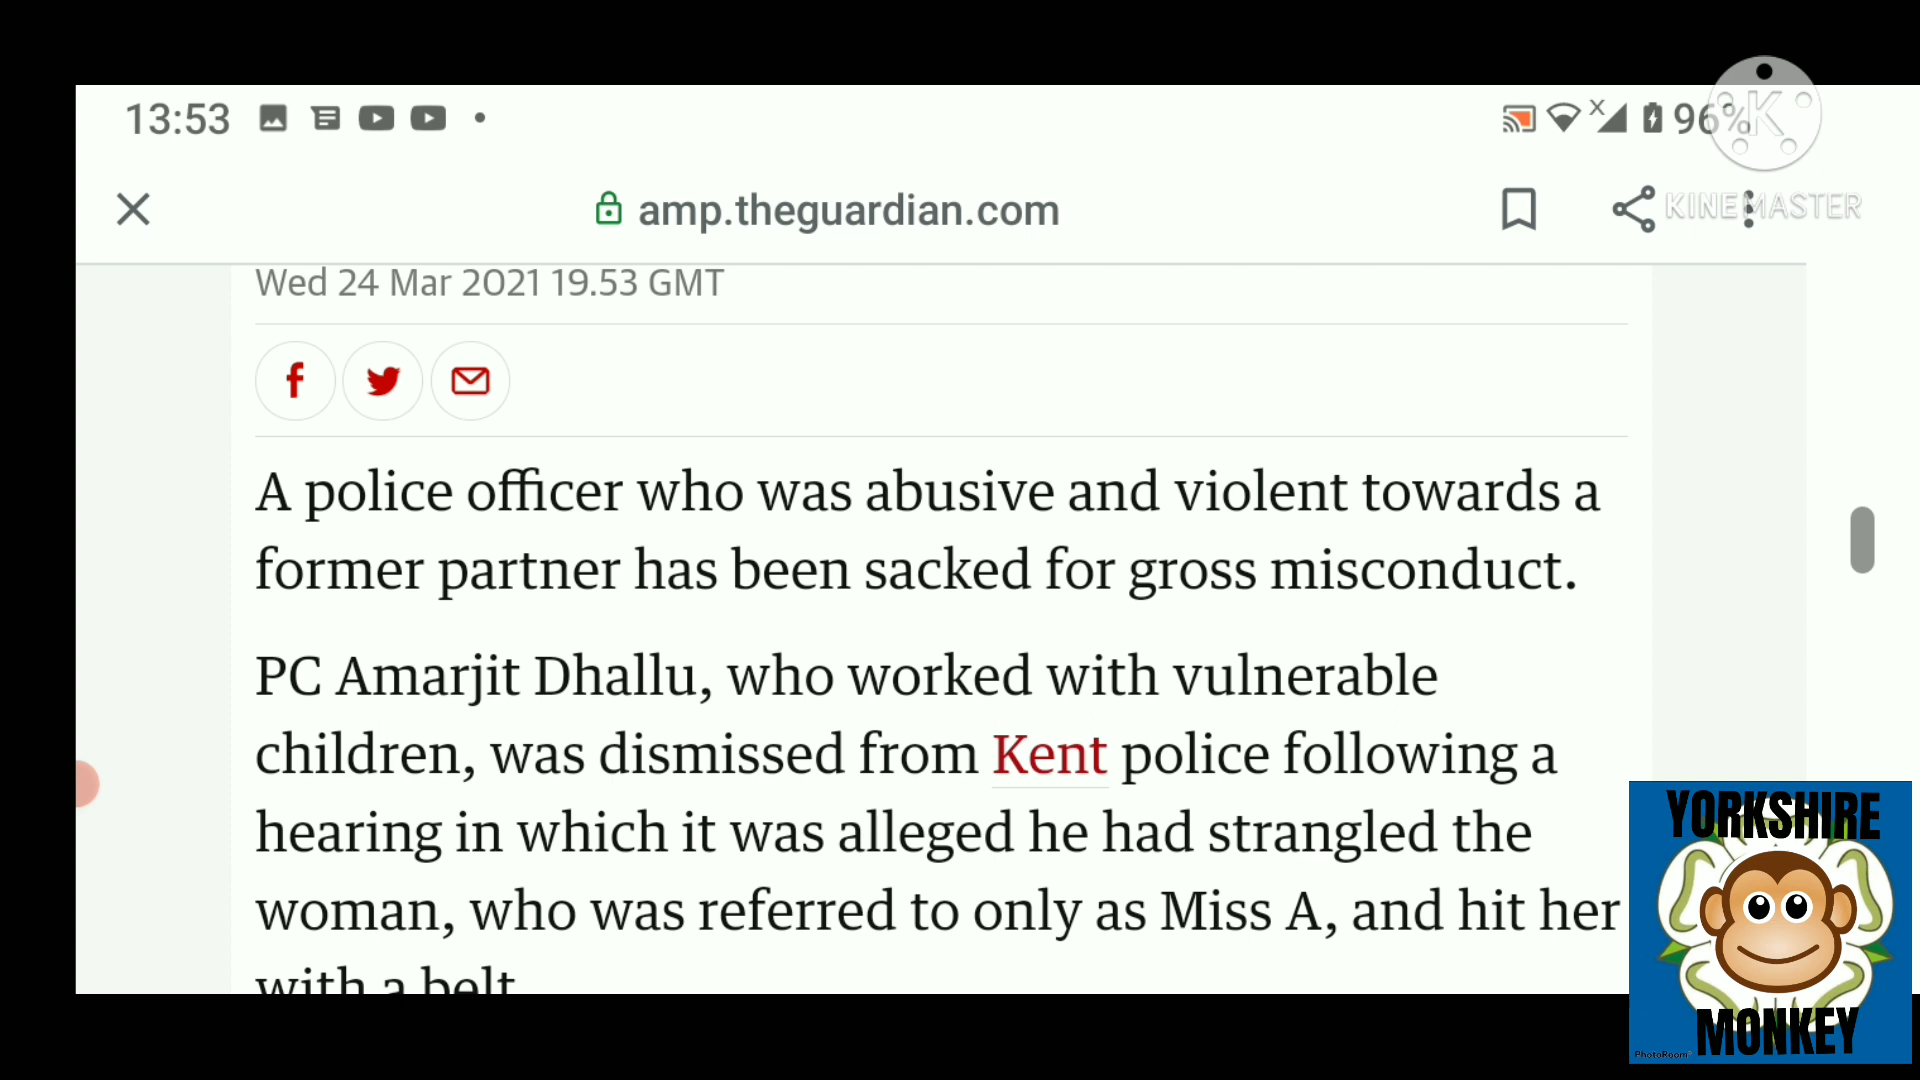 13:53
96%
amp.theguardian.com
KINEMASTER
Wed 24 Mar 2021 19.53 GMT
A police officer who was abusive and violent towards a
former partner has been sacked for gross misconduct.
PC Amarjit Dhallu, who worked with vulnerable
children, was dismissed from Kent police following a
hearing in which it was alleged he had strangled the
woman, who was referred to only as Miss A, and hit her
with a belt
YORKSHIRE
MONKEY
PhotoRoom